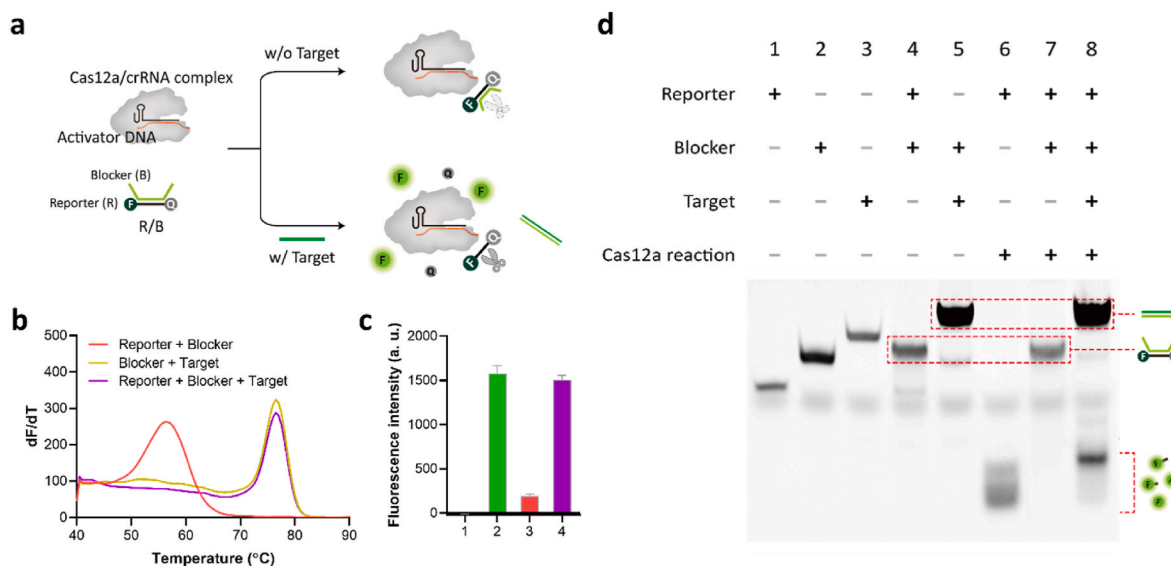 a
w/o Target
Cas12a/crRNA complex
Activator DNA
Blocker (B)
Reporter (R)
F
Q
R/B
w/ Target
F
Q
F
Q
F
F
Q
F
Q
b
500
400
300
200
100
0
dF/dT
Reporter + Blocker
Blocker + Target
Reporter + Blocker + Target
40 50 60 70 80 90
Temperature (°C)
c
2000
1500
1000
500
0
Fluorescence intensity (a. u.)
1 2 3 4
d
1 2 3 4 5 6 7 8
Reporter + − − + − + + +
Blocker − + − + + − + +
Target − − + − + − − +
Cas12a reaction − − − − − + + +
F
F
F
F